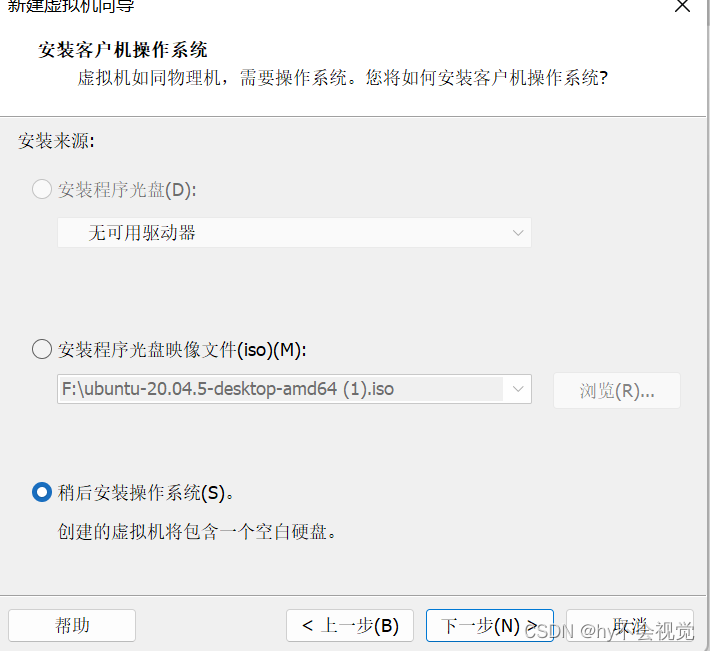 新建虚拟机向导
安装客户机操作系统
虚拟机如同物理机，需要操作系统。您将如何安装客户机操作系统?
安装来源:
安装程序光盘(D):
无可用驱动器
安装程序光盘映像文件(iso)(M):
F:\ubuntu-20.04.5-desktop-amd64 (1).iso
浏览(R)...
稍后安装操作系统(S)。
创建的虚拟机将包含一个空白硬盘。
帮助
< 上一步(B)
下一步(N) >
取消
CSDN @hy不会视觉